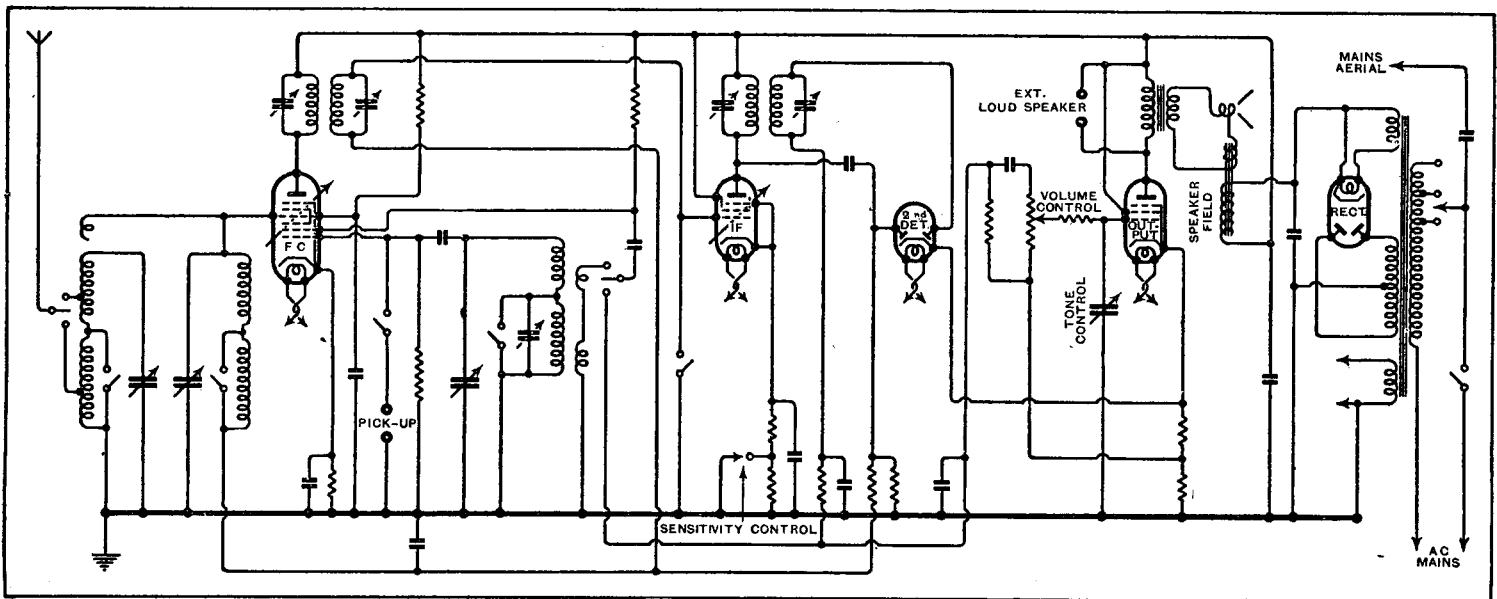 FC
PICK-UP
IF
SENSITIVITY CONTROL
2nd
DET.
EXT.
LOUD SPEAKER
VOLUME
CONTROL
TONE
CONTROL
OUT-
PUT
SPEAKER
FIELD
RECT.
MAINS
AERIAL
AC
MAINS